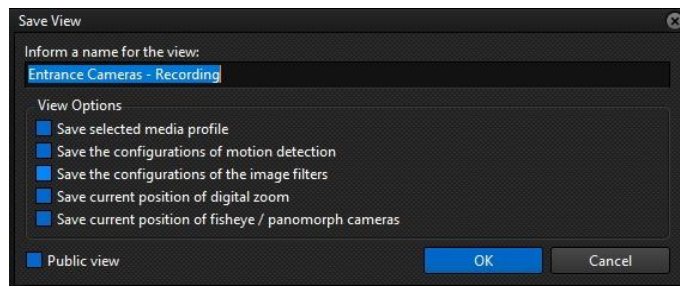 Save View
Inform a name for the view:
Entrance Cameras - Recording
View Options
Save selected media profile
Save the configurations of motion detection
Save the configurations of the image filters
Save current position of digital zoom
Save current position of fisheye / panomorph cameras
Public view
OK
Cancel